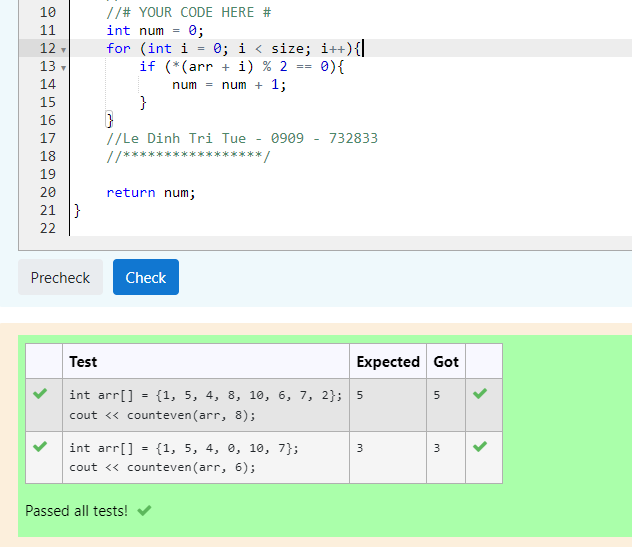 10 //# YOUR CODE HERE #
11 int num = 0;
12 for (int i = 0; i < size; i++){
13 if (*(arr + i) % 2 == 0){
14 num = num + 1;
15 }
16 }
17 //Le Dinh Tri Tue - 0909 - 732833
18 //*****************/
19
20 return num;
21 }
22
Precheck Check
Test Expected Got
int arr[] = {1, 5, 4, 8, 10, 6, 7, 2}; 5 5
cout << counteven(arr, 8);
int arr[] = {1, 5, 4, 0, 10, 7}; 3 3
cout << counteven(arr, 6);
Passed all tests!